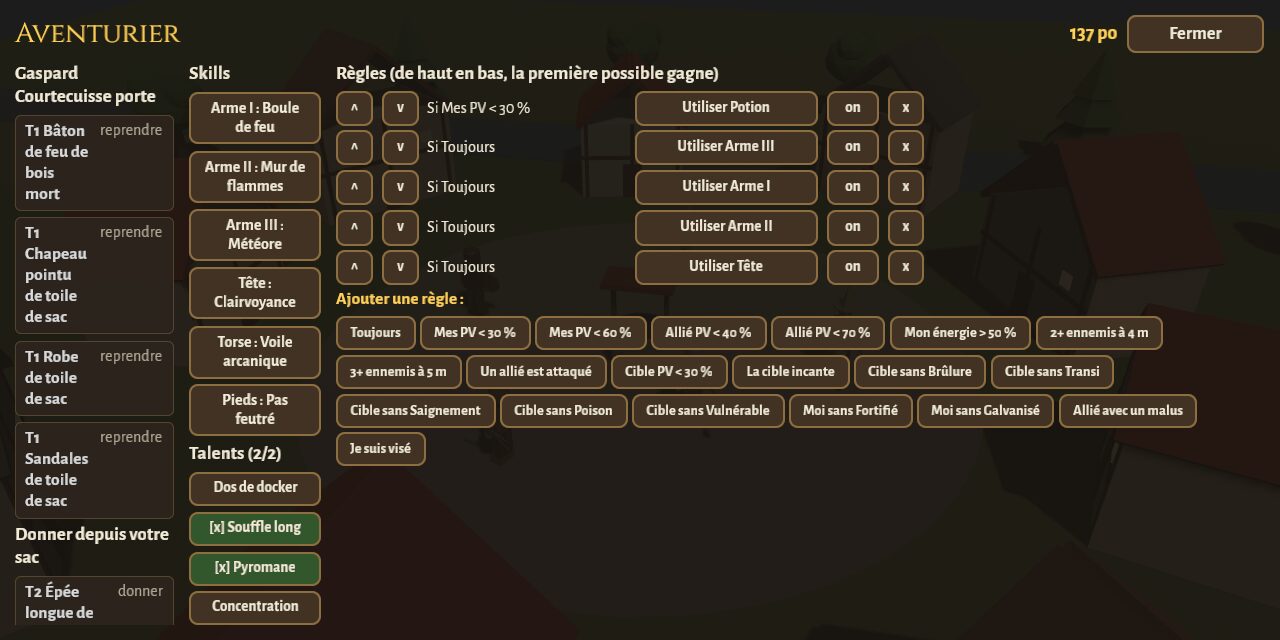 AVENTURIER
137 po
Fermer
Gaspard
Courtecuisse porte
T1 Bâton
de feu de
bois
mort
reprendre
T1
Chapeau
pointu
de toile
de sac
reprendre
T1 Robe
de toile
de sac
reprendre
T1
Sandales
de toile
de sac
reprendre
Donner depuis votre
sac
T2 Épée
longue de
donner
Skills
Arme I : Boule
de feu
Arme II : Mur de
flammes
Arme III :
Météore
Tête :
Clairvoyance
Torse : Voile
arcanique
Pieds : Pas
feutré
Talents (2/2)
Dos de docker
[x] Souffle long
[x] Pyromane
Concentration
Règles (de haut en bas, la première possible gagne)
^ v Si Mes PV < 30 % Utiliser Potion on x
^ v Si Toujours Utiliser Arme III on x
^ v Si Toujours Utiliser Arme I on x
^ v Si Toujours Utiliser Arme II on x
^ v Si Toujours Utiliser Tête on x
Ajouter une règle :
Toujours Mes PV < 30 % Mes PV < 60 % Allié PV < 40 % Allié PV < 70 % Mon énergie > 50 % 2+ ennemis à 4 m
3+ ennemis à 5 m Un allié est attaqué Cible PV < 30 % La cible incante Cible sans Brûlure Cible sans Transi
Cible sans Saignement Cible sans Poison Cible sans Vulnérable Moi sans Fortifié Moi sans Galvanisé Allié avec un malus
Je suis visé